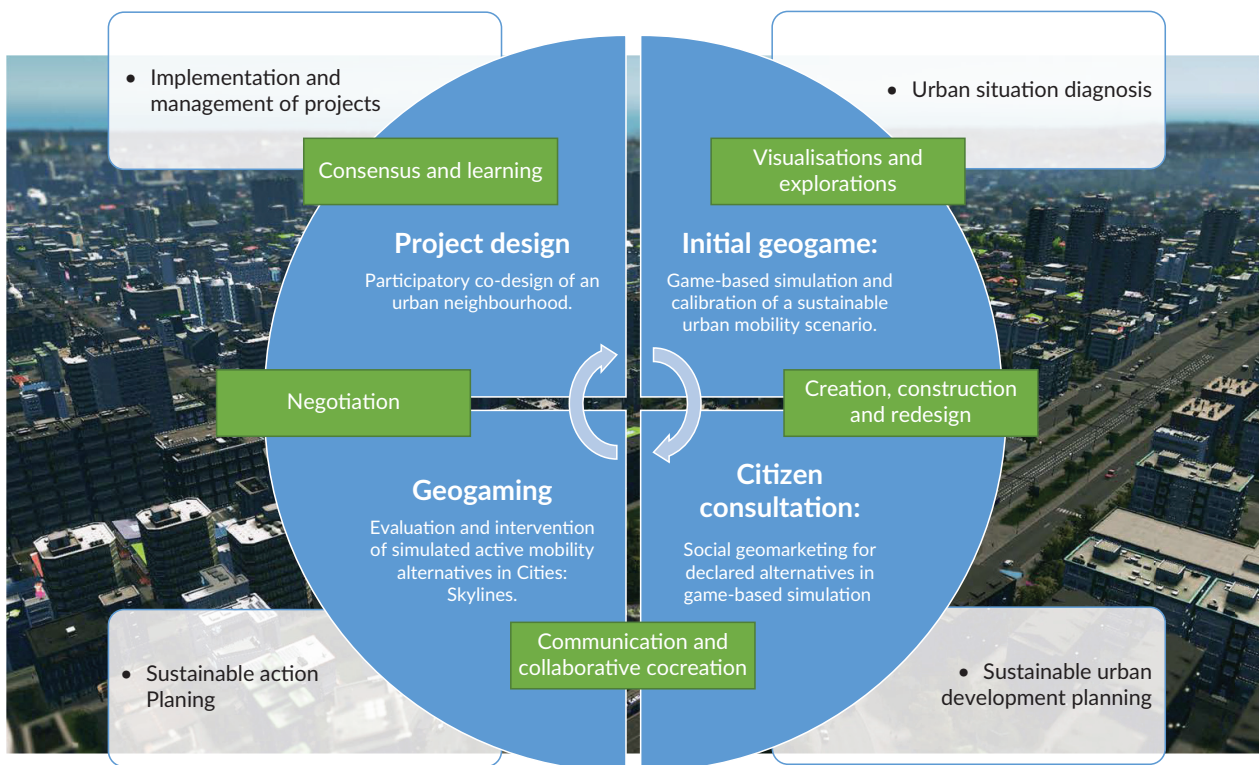 • Implementation and
management of projects
• Urban situation diagnosis
Consensus and learning
Visualisations and
explorations
Project design
Participatory co-design of an
urban neighbourhood.
Initial geogame:
Game-based simulation and
calibration of a sustainable
urban mobility scenario.
Negotiation
Creation, construction
and redesign
Geogaming
Evaluation and intervention
of simulated active mobility
alternatives in Cities:
Skylines.
Citizen
consultation:
Social geomarketing for
declared alternatives in
game-based simulation
Communication and
collaborative cocreation
• Sustainable action
Planing
• Sustainable urban
development planning